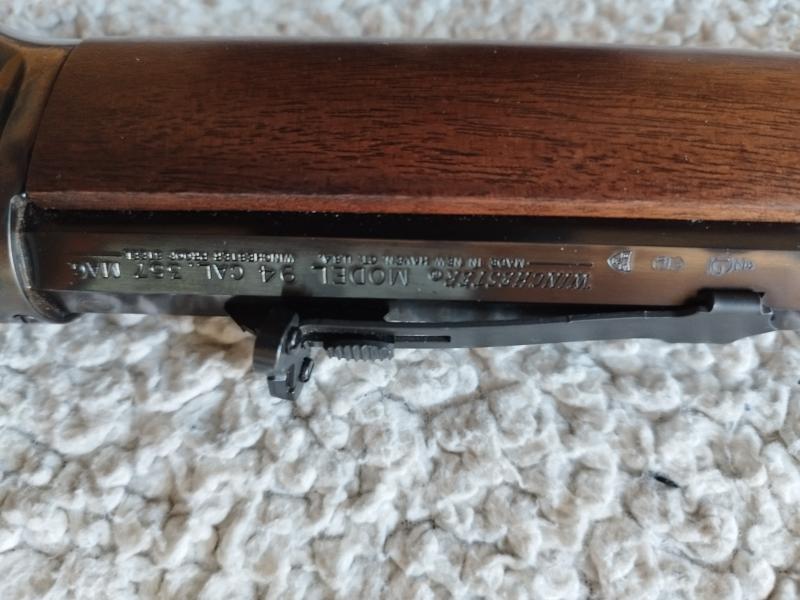 WINCHESTER® MODEL 94 CAL. 357 MAG.
-MADE IN NEW HAVEN, CT. U.S.A.-
WINCHESTER PROOF STEEL-